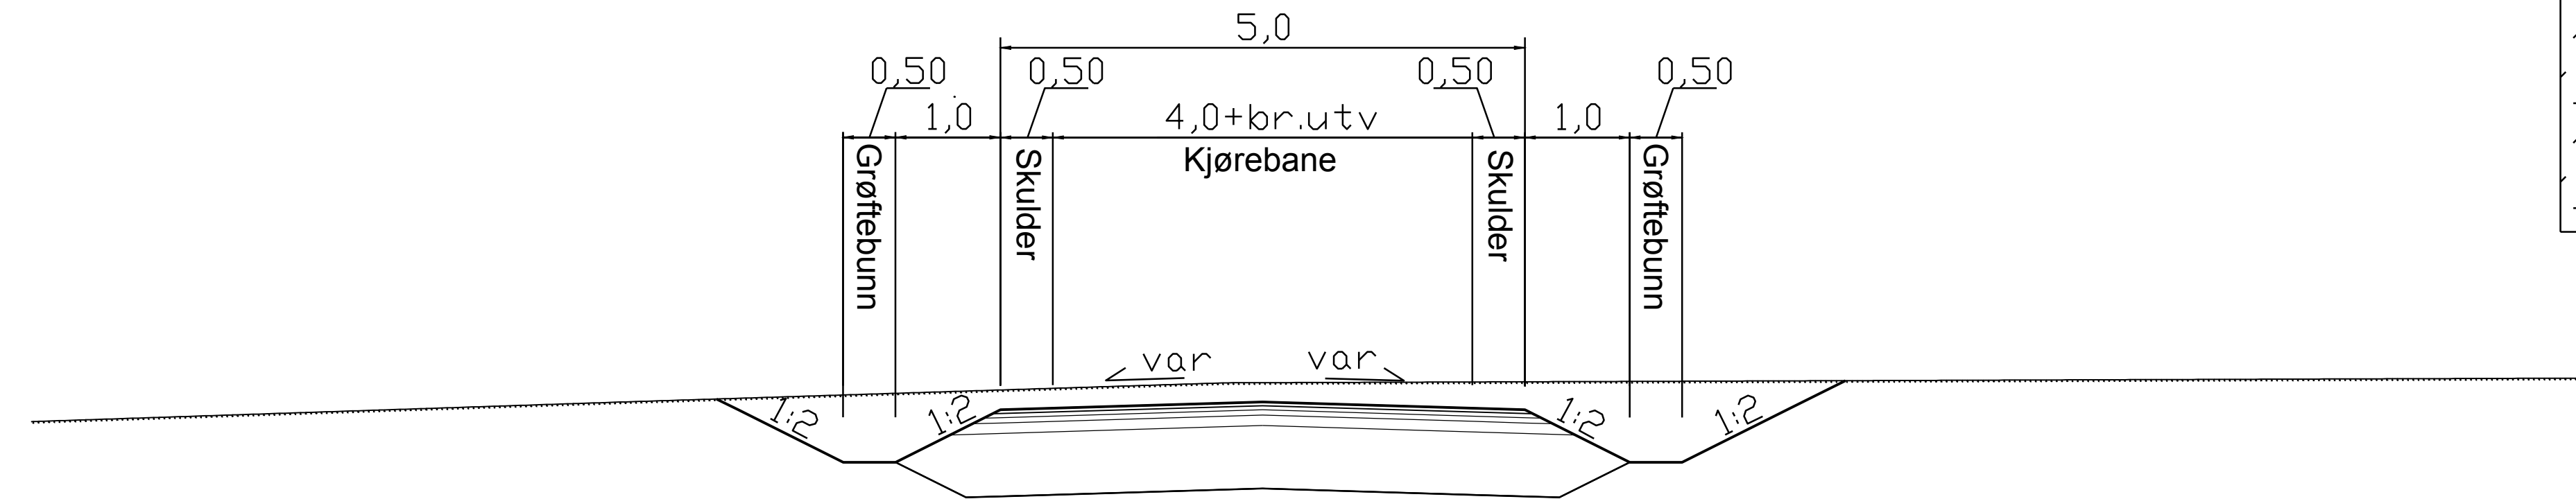 5,0
0,50 0,50 0,50 0,50
1,0 4,0+br.utv 1,0
Grøftebunn Skulder Kjørebane Skulder Grøftebunn
var var
1:2 1:2 1:2 1:2